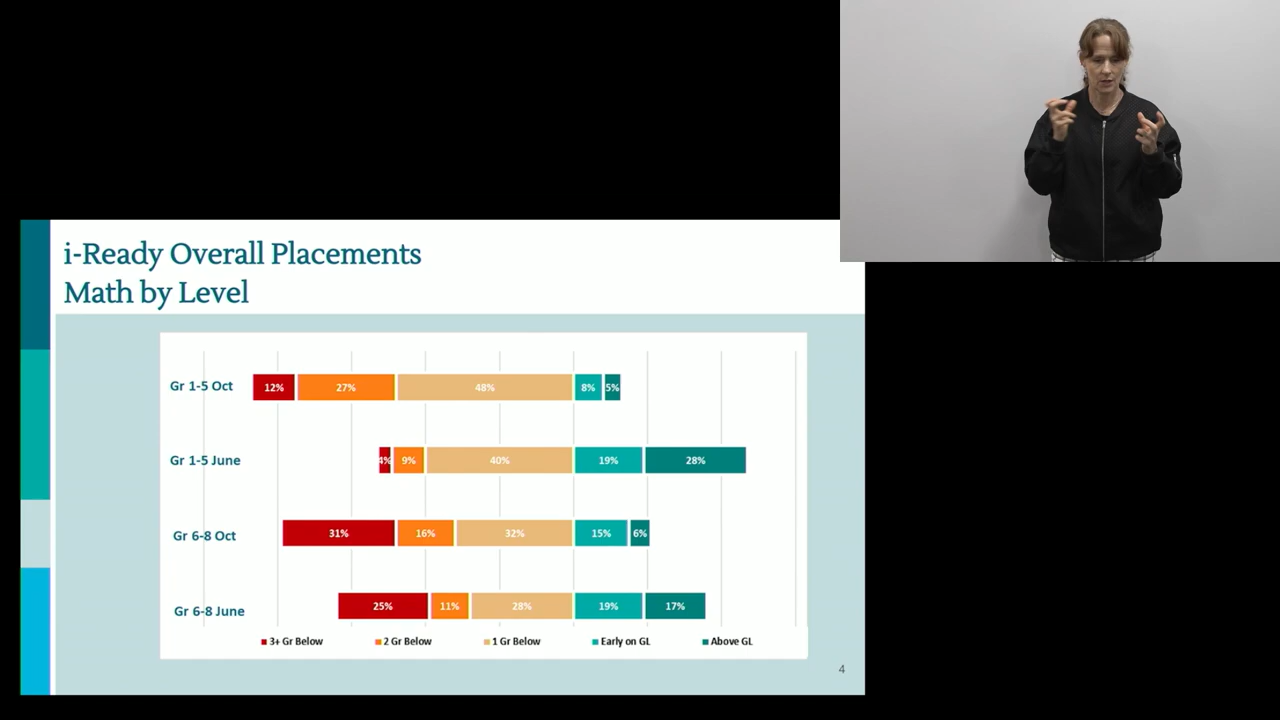 i-Ready Overall Placements
Math by Level
Gr 1-5 Oct 12% 27% 48% 8% 5%
Gr 1-5 June 4% 9% 40% 19% 28%
Gr 6-8 Oct 31% 16% 32% 15% 6%
Gr 6-8 June 25% 11% 28% 19% 17%
3+ Gr Below 2 Gr Below 1 Gr Below Early on GL Above GL
4